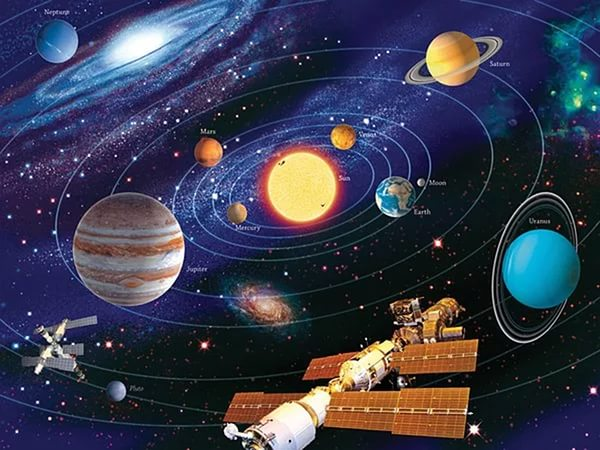 Neptune
Saturn
Mars
Venus
Sun
Moon
Earth
Mercury
Uranus
Jupiter
Pluto